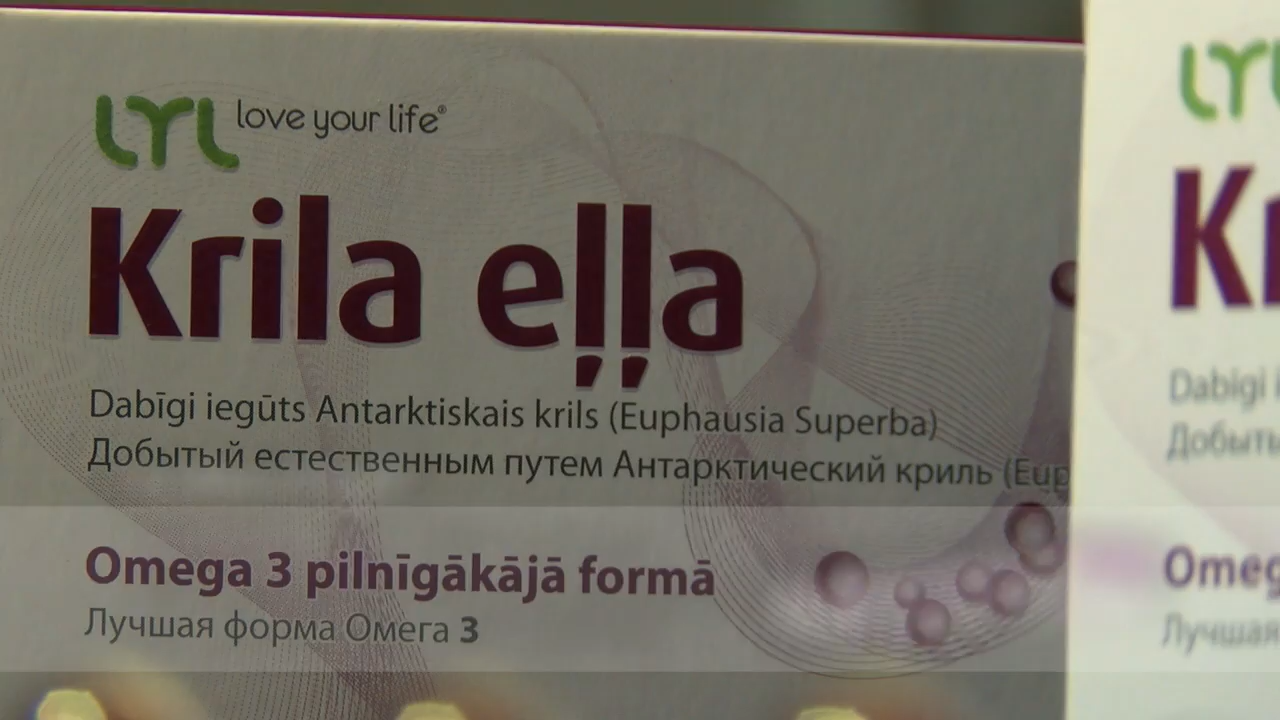 LYL love your life®
Krila eļļa
Dabīgi iegūts Antarktiskais krils (Euphausia Superba)
Добытый естественным путем Антарктический криль (Eup
Omega 3 pilnīgākājā formā
Лучшая форма Омега 3
LYL
Kr
Dabīgi i
Добыты
Omeg
Лучшая